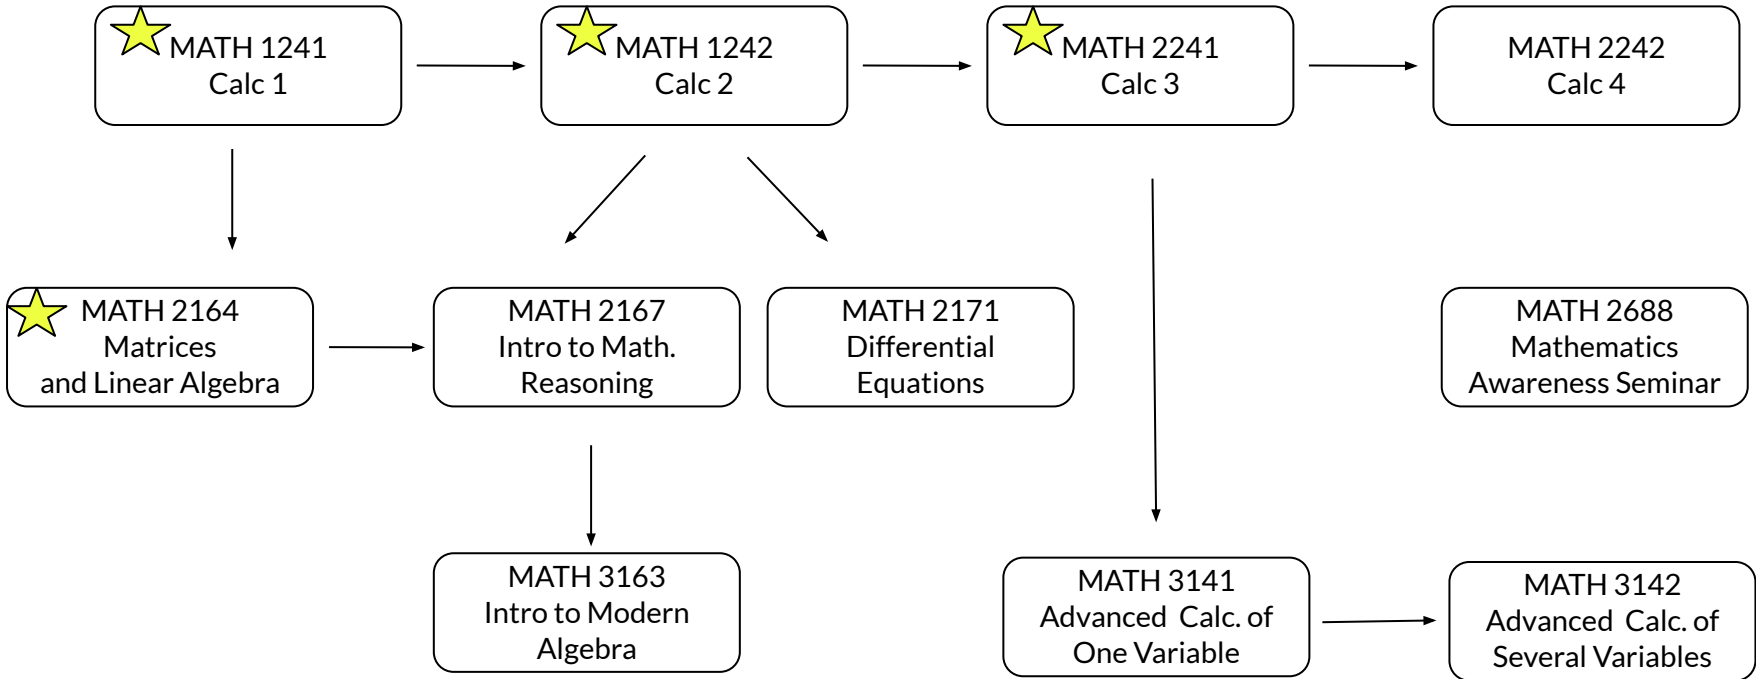 MATH 1241
Calc 1
MATH 1242
Calc 2
MATH 2241
Calc 3
MATH 2242
Calc 4
MATH 2164
Matrices
and Linear Algebra
MATH 2167
Intro to Math.
Reasoning
MATH 2171
Differential
Equations
MATH 2688
Mathematics
Awareness Seminar
MATH 3163
Intro to Modern
Algebra
MATH 3141
Advanced  Calc. of
One Variable
MATH 3142
Advanced  Calc. of
Several Variables